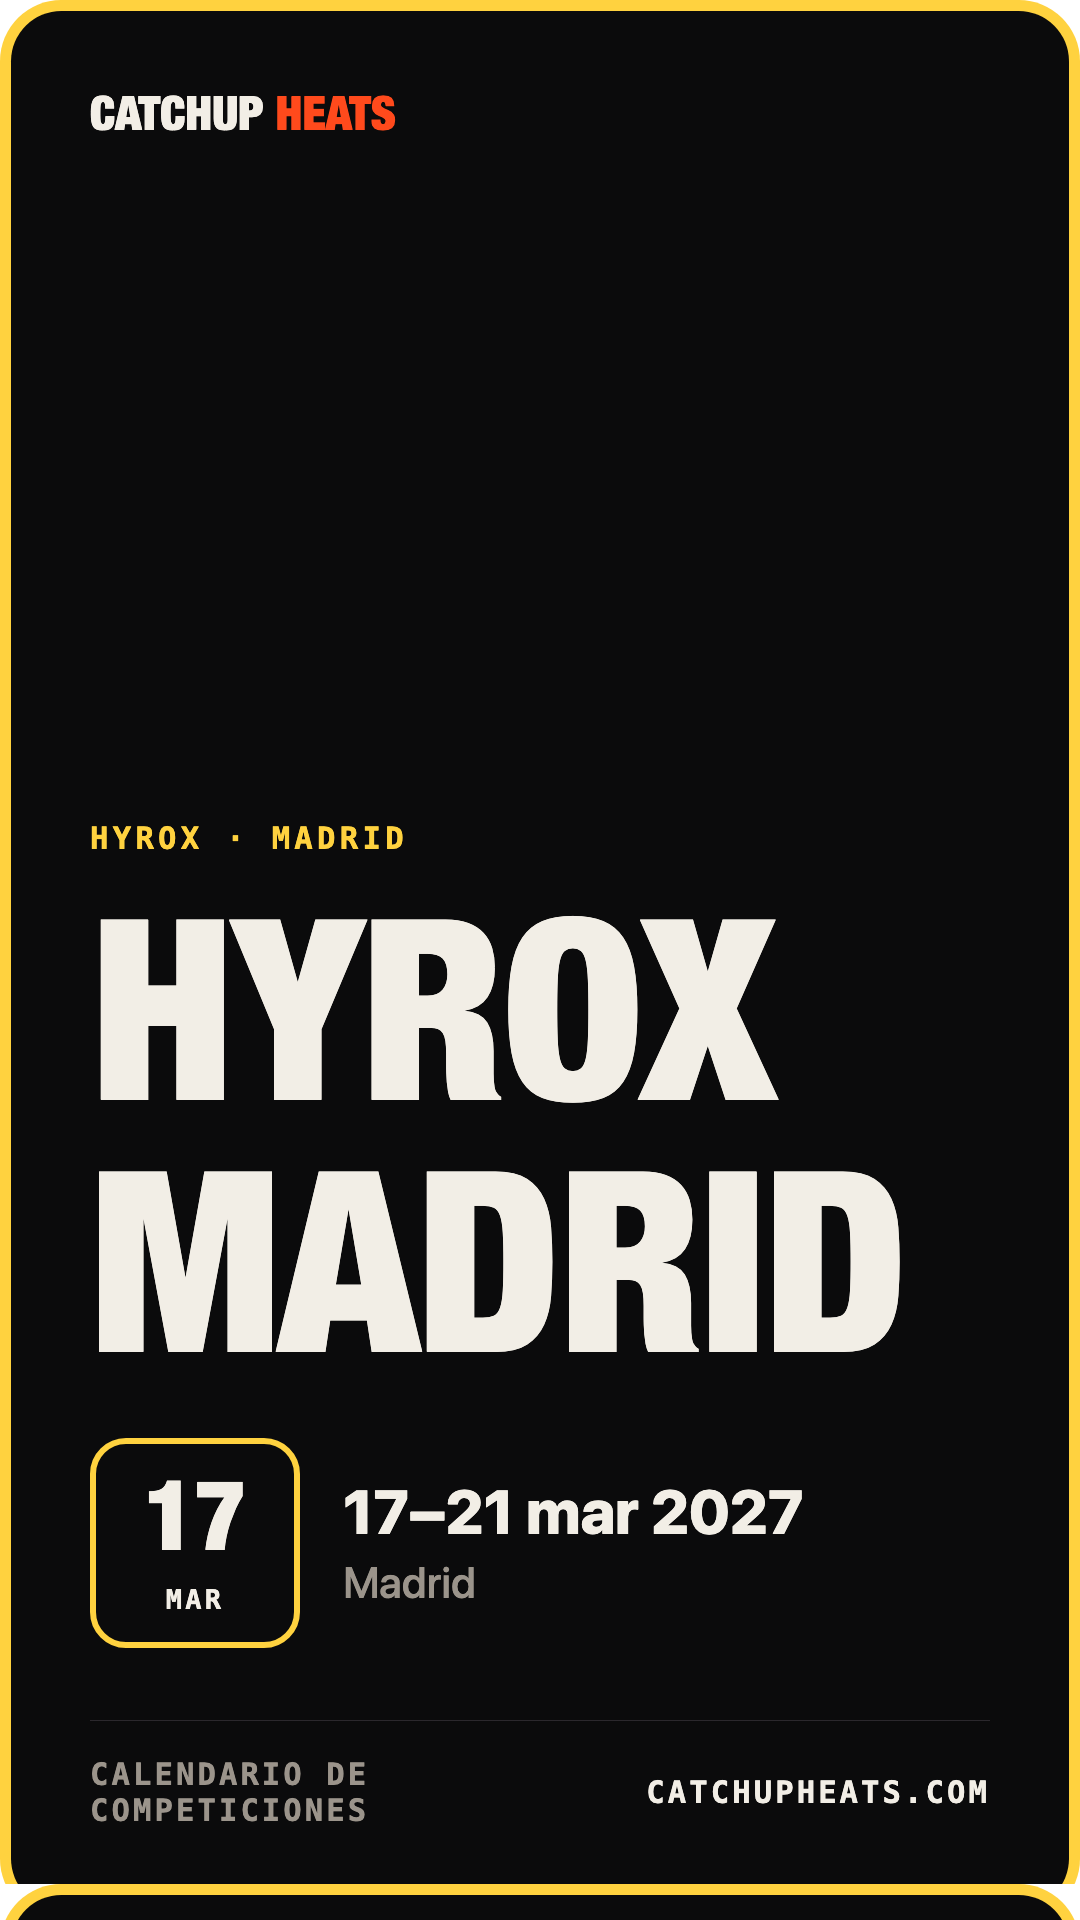 CATCHUP HEATS
HYROX · MADRID
HYROX
MADRID
17
MAR
17–21 mar 2027
Madrid
CALENDARIO DE
COMPETICIONES
CATCHUPHEATS.COM